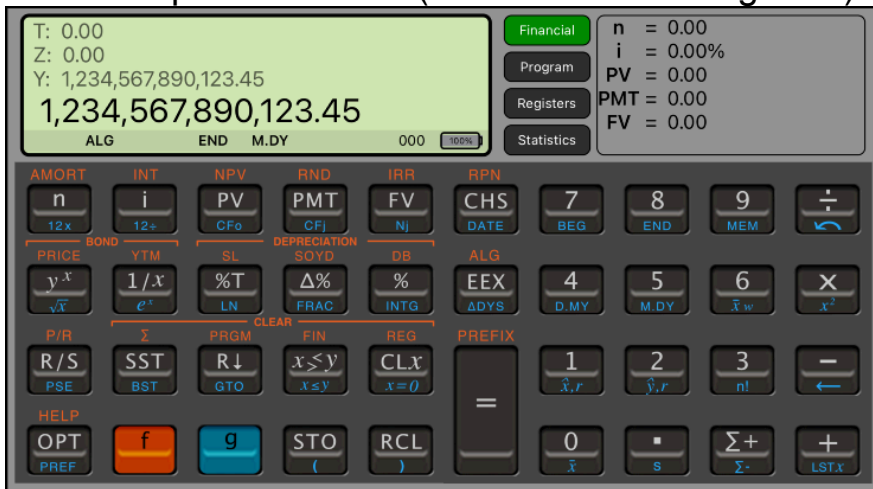 T: 0.00
Z: 0.00
Y: 1,234,567,890,123.45
1,234,567,890,123.45
ALG END M.DY 000 100%
Financial
Program
Registers
Statistics
n = 0.00
i = 0.00%
PV = 0.00
PMT = 0.00
FV = 0.00
AMORT INT NPV RND IRR RPN
n i PV PMT FV CHS 7 8 9 ÷
12x 12÷ CFo CFj Nj DATE BEG END MEM
BOND DEPRECIATION
PRICE YTM SL SOYD DB ALG
yˣ 1/x %T Δ% % EEX 4 5 6 ×
√x eˣ LN FRAC INTG ΔDYS D.MY M.DY x̄w x²
CLEAR
P/R Σ PRGM FIN REG PREFIX
R/S SST R↓ x≷y CLx = 1 2 3 −
PSE BST GTO x≤y x=0 x̂,r ŷ,r n! ←
HELP
OPT f g STO RCL 0 . Σ+ +
PREF ( ) x̄ S Σ- LSTx